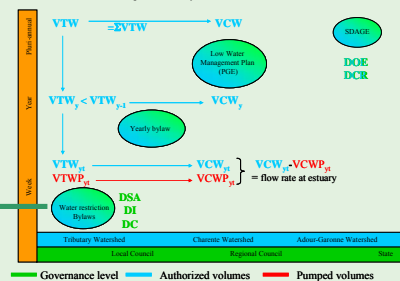 Pluri-annual
VTW
VCW
=ΣVTW
SDAGE
Low Water
Management Plan
(PGE)
DOE
DCR
Year
VTWy < VTWy-1
VCWy
Yearly bylaw
Week
VTWyt
VCWyt
VCWyt-VCWPyt
VTWPyt
VCWPyt
= flow rate at estuary
Water restriction
Bylaws
DSA
DI
DC
Tributary Watershed
Charente Watershed
Adour-Garonne Watershed
Local Council
Regional Council
State
Governance level
Authorized volumes
Pumped volumes